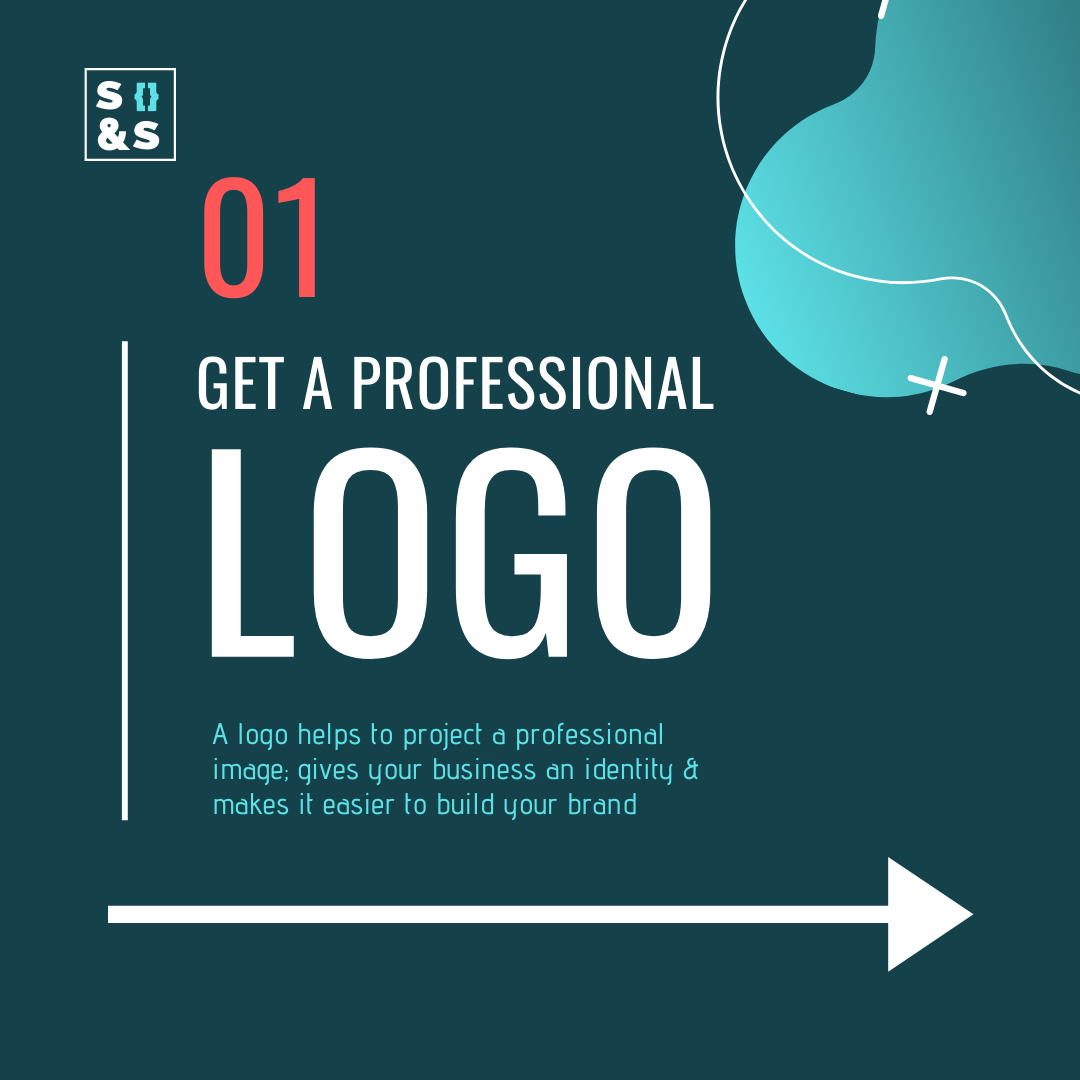 S {}
&S
01
GET A PROFESSIONAL
LOGO
A logo helps to project a professional
image; gives your business an identity &
makes it easier to build your brand